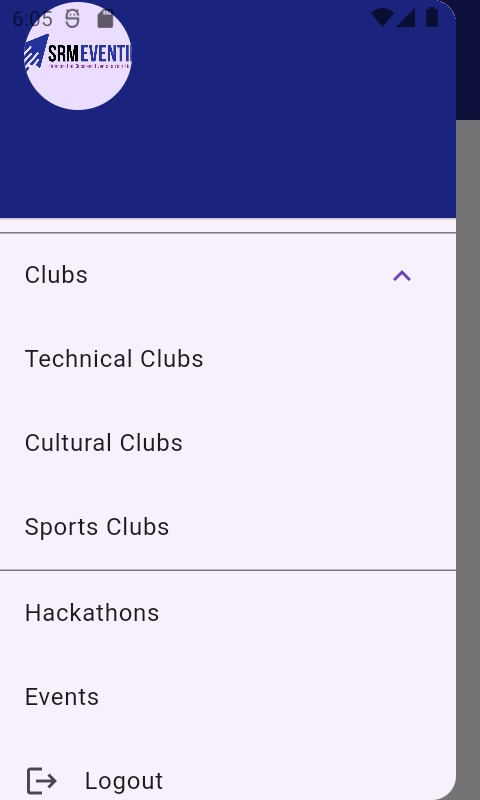 6:05
SRMEVENTI
Clubs
Technical Clubs
Cultural Clubs
Sports Clubs
Hackathons
Events
Logout